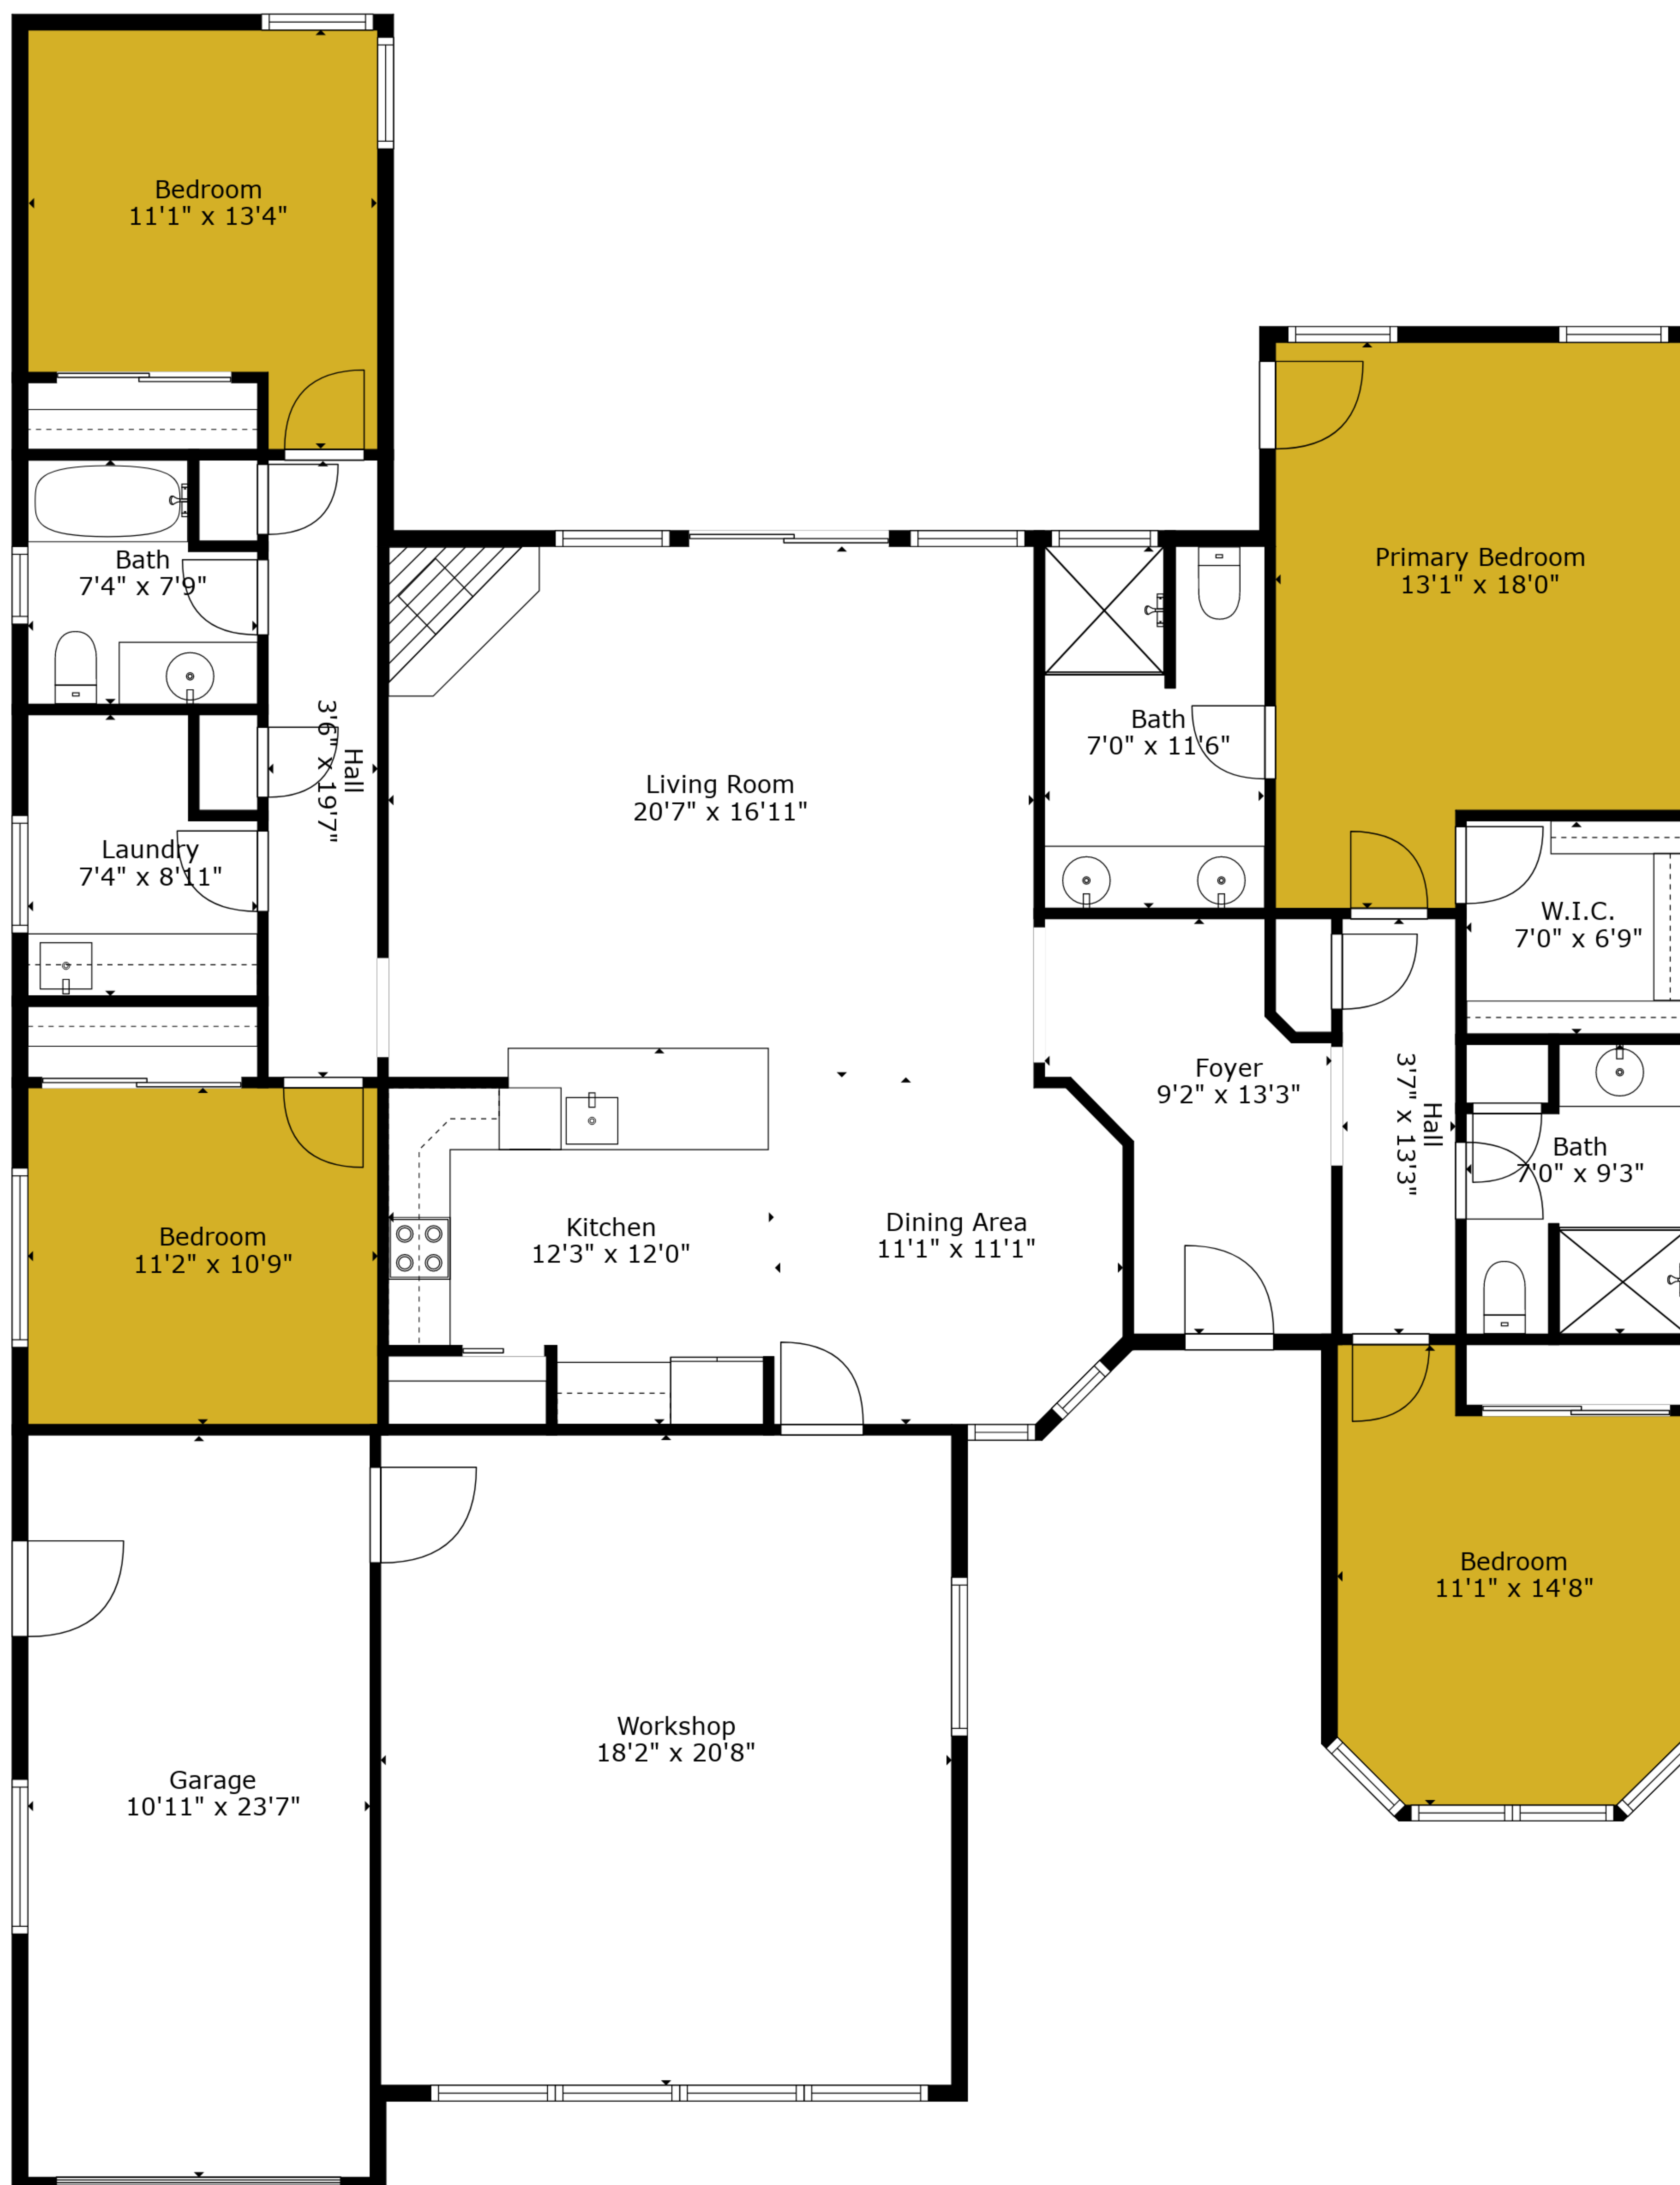 Bedroom
11'1" x 13'4"
Primary Bedroom
13'1" x 18'0"
Bath
7'4" x 7'9"
Hall
3'6" x 19'7"
Living Room
20'7" x 16'11"
Bath
7'0" x 11'6"
Laundry
7'4" x 8'11"
W.I.C.
7'0" x 6'9"
Foyer
9'2" x 13'3"
Hall
3'7" x 13'3"
Bath
7'0" x 9'3"
Bedroom
11'2" x 10'9"
Kitchen
12'3" x 12'0"
Dining Area
11'1" x 11'1"
Bedroom
11'1" x 14'8"
Workshop
18'2" x 20'8"
Garage
10'11" x 23'7"